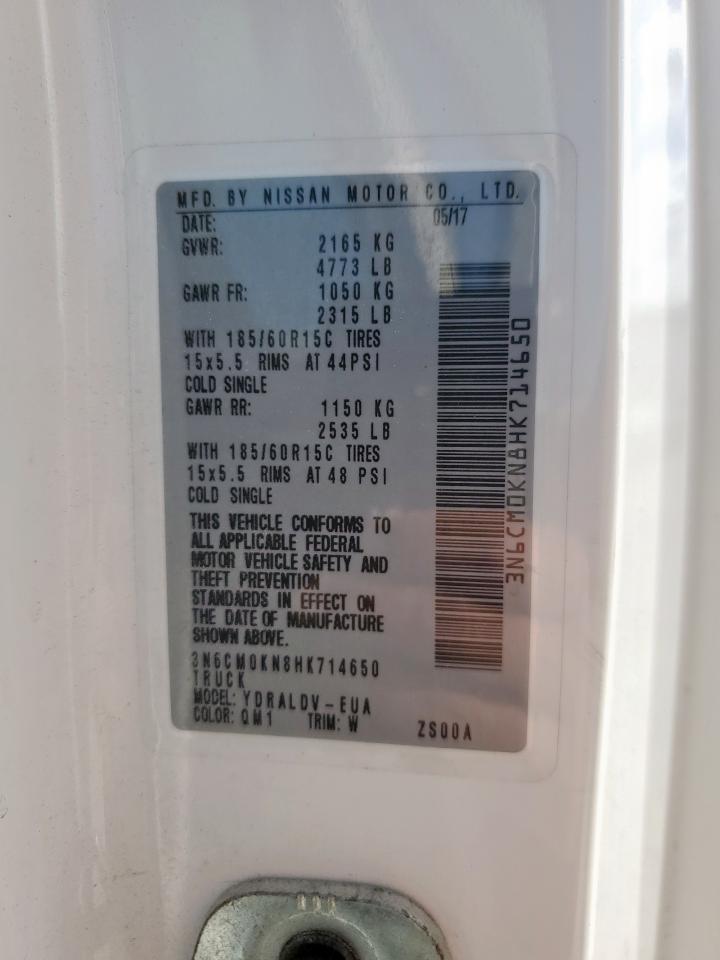 MFD. BY NISSAN MOTOR CO., LTD.
DATE: 05/17
GVWR: 2165 KG
4773 LB
GAWR FR: 1050 KG
2315 LB
WITH 185/60R15C TIRES
15x5.5 RIMS AT 44PSI
COLD SINGLE
GAWR RR: 1150 KG
2535 LB
WITH 185/60R15C TIRES
15x5.5 RIMS AT 48 PSI
COLD SINGLE
THIS VEHICLE CONFORMS TO
ALL APPLICABLE FEDERAL
MOTOR VEHICLE SAFETY AND
THEFT PREVENTION
STANDARDS IN EFFECT ON
THE DATE OF MANUFACTURE
SHOWN ABOVE.
3N6CM0KN8HK714650
TRUCK
MODEL: YDRALDV-EUA
COLOR: QM1 TRIM: W ZS00A
3N6CM0KN8HK714650